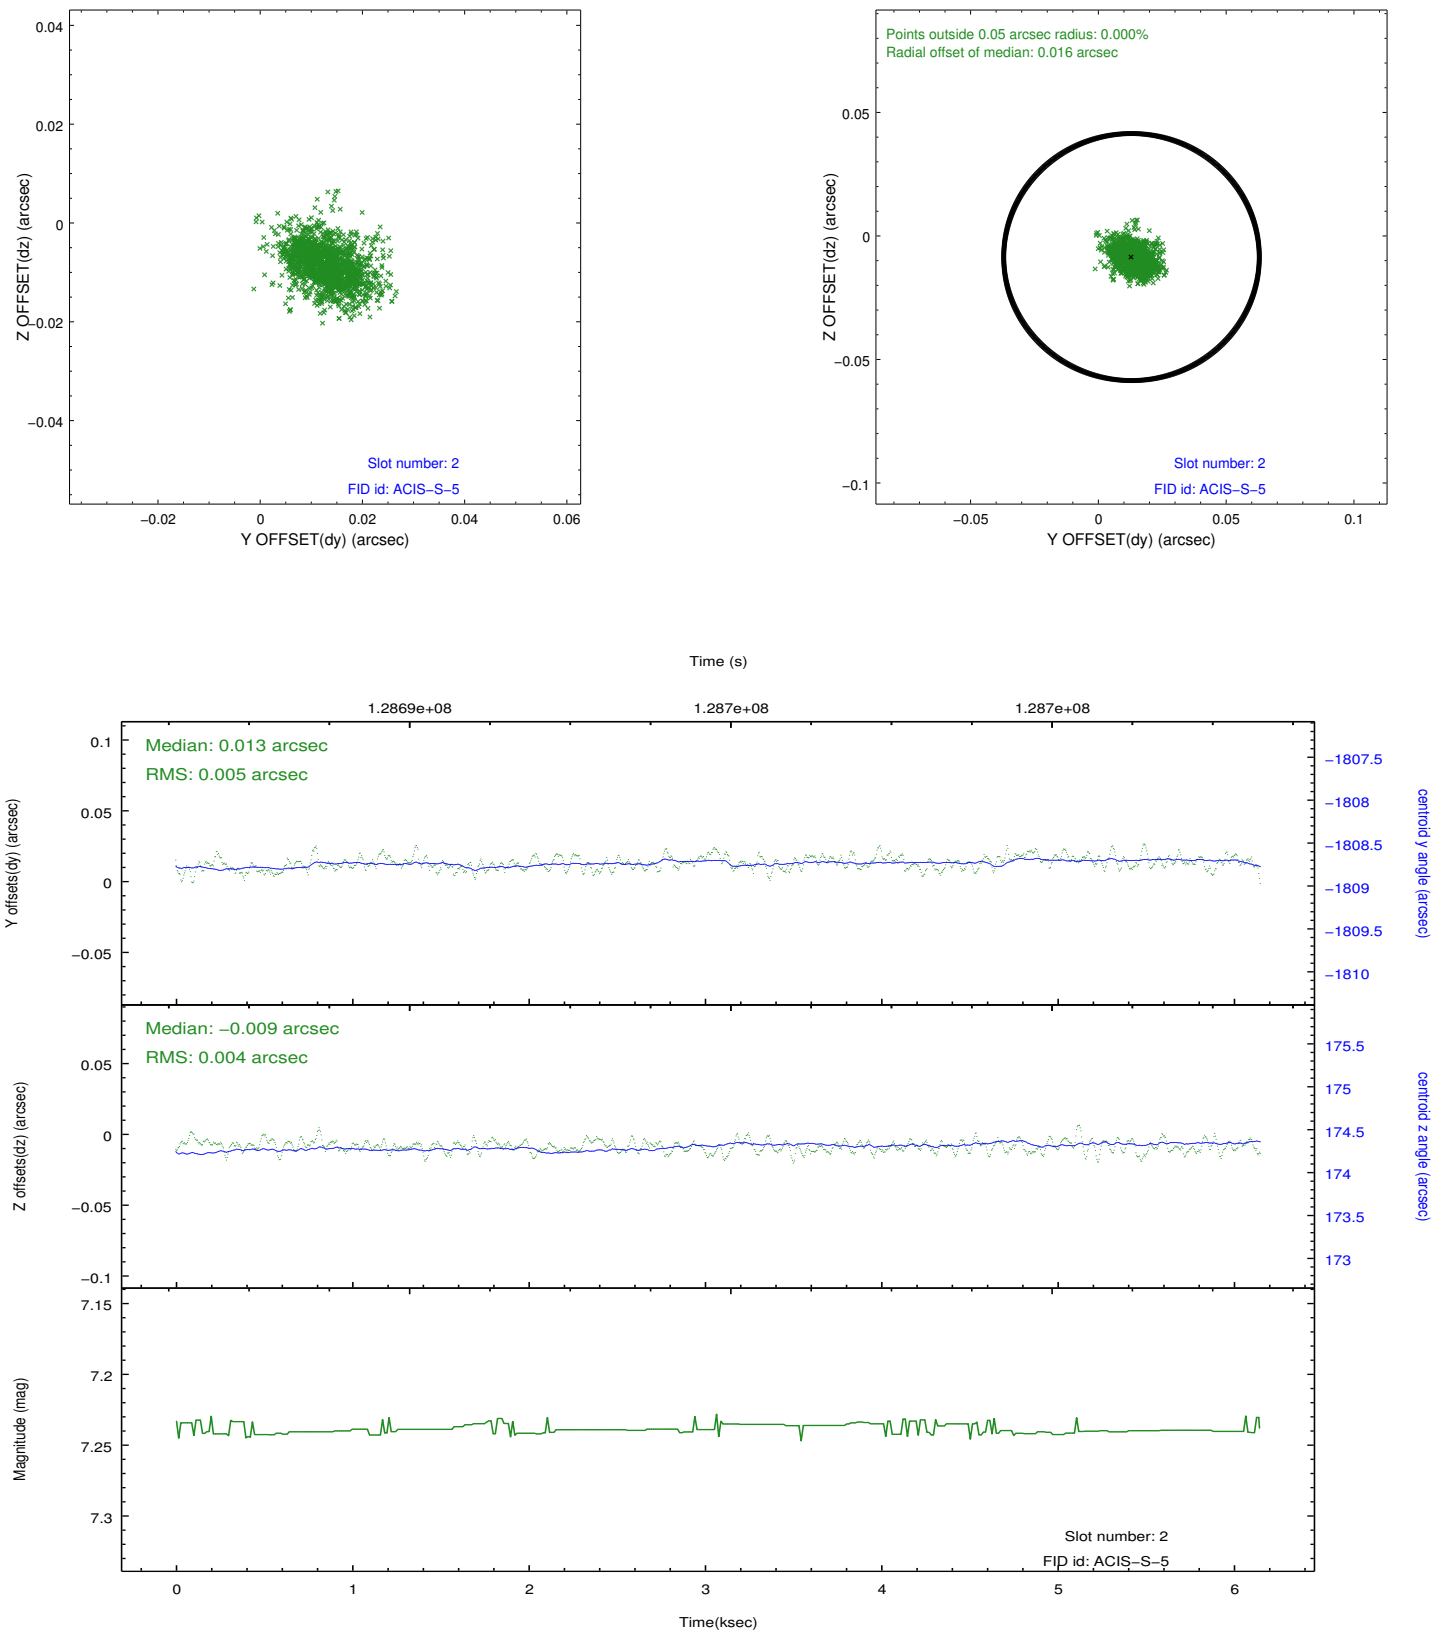 0.04
0.02
0
−0.02
−0.04
Z OFFSET(dz) (arcsec)
Slot number: 2
FID id: ACIS−S−5
−0.02
0
0.02
0.04
0.06
Y OFFSET(dy) (arcsec)
Points outside 0.05 arcsec radius: 0.000%
Radial offset of median: 0.016 arcsec
0.05
0
−0.05
−0.1
Z OFFSET(dz) (arcsec)
Slot number: 2
FID id: ACIS−S−5
−0.05
0
0.05
0.1
Y OFFSET(dy) (arcsec)
Time (s)
1.2869e+08
1.287e+08
1.287e+08
Median: 0.013 arcsec
RMS: 0.005 arcsec
0.1
0.05
0
−0.05
Y offsets(dy) (arcsec)
−1807.5
−1808
−1808.5
−1809
−1809.5
−1810
centroid y angle (arcsec)
Median: −0.009 arcsec
RMS: 0.004 arcsec
0.05
0
−0.05
−0.1
Z offsets(dz) (arcsec)
175.5
175
174.5
174
173.5
173
centroid z angle (arcsec)
7.15
7.2
7.25
7.3
Magnitude (mag)
Slot number: 2
FID id: ACIS−S−5
0
1
2
3
4
5
6
Time(ksec)